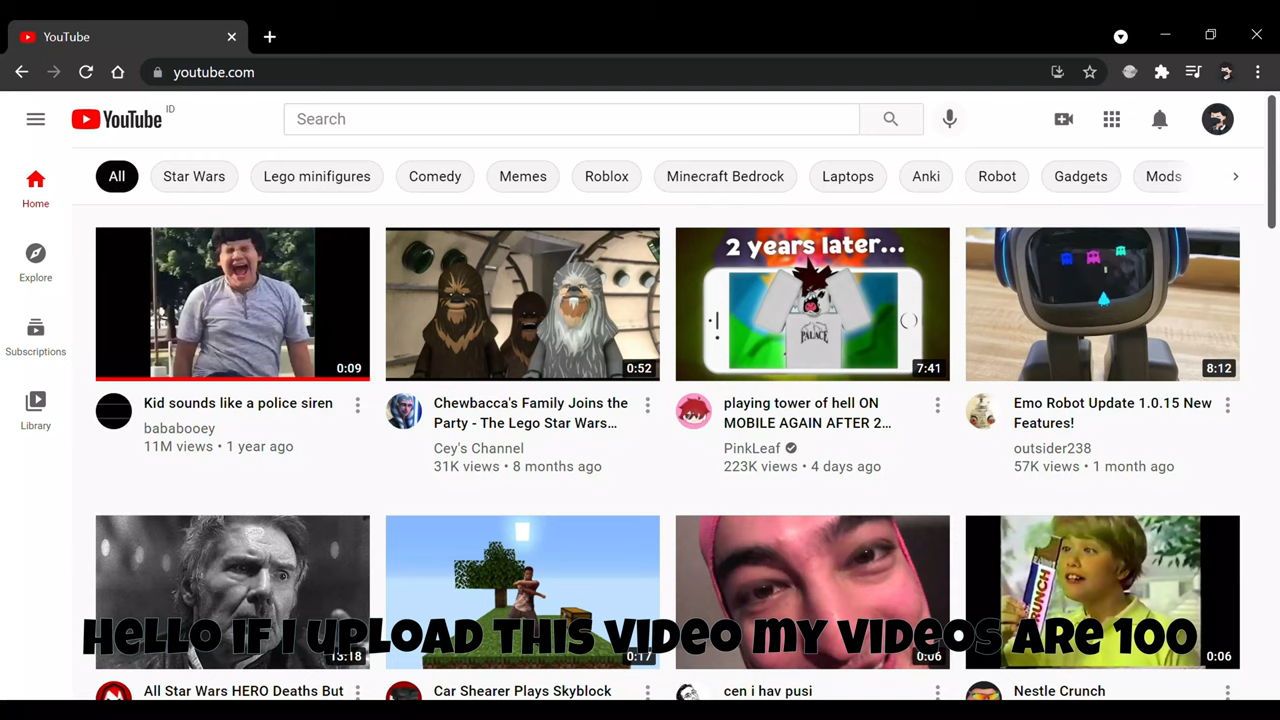 YouTube
youtube.com
YouTube ID
Search
All
Star Wars
Lego minifigures
Comedy
Memes
Roblox
Minecraft Bedrock
Laptops
Anki
Robot
Gadgets
Mods
Home
Explore
Subscriptions
Library
0:09
Kid sounds like a police siren
bababooey
11M views • 1 year ago
0:52
Chewbacca's Family Joins the
Party - The Lego Star Wars...
Cey's Channel
31K views • 8 months ago
2 years later...
PALACE
7:41
playing tower of hell ON
MOBILE AGAIN AFTER 2...
PinkLeaf
223K views • 4 days ago
8:12
Emo Robot Update 1.0.15 New
Features!
outsider238
57K views • 1 month ago
CRUNCH
Hello if i upload this video my videos are 100
13:18
0:17
0:06
0:06
All Star Wars HERO Deaths But
Car Shearer Plays Skyblock
cen i hav pusi
Nestle Crunch